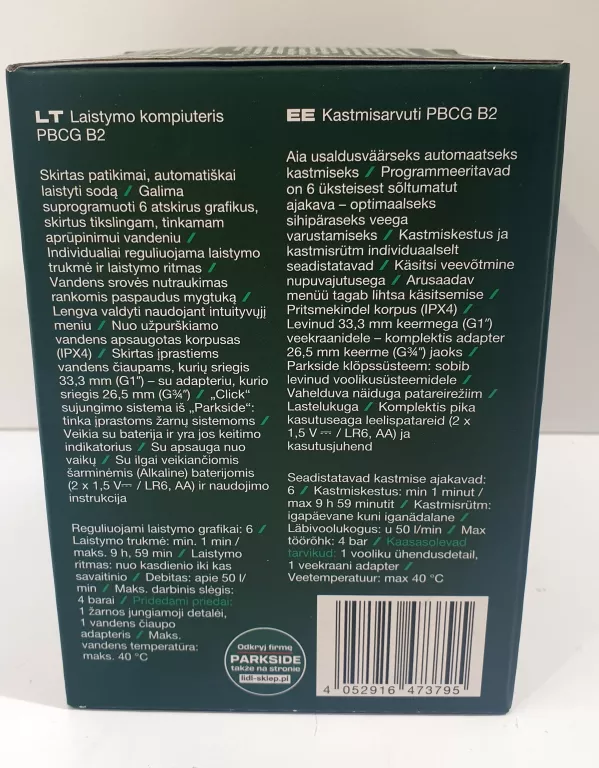 LT Laistymo kompiuteris
PBCG B2
Skirtas patikimai, automatiškai
laistyti sodą / Galima
suprogramuoti 6 atskirus grafikus,
skirtus tikslingam, tinkamam
aprūpinimui vandeniu /
Individualiai reguliuojama laistymo
trukmė ir laistymo ritmas /
Vandens srovės nutraukimas
rankomis paspaudus mygtuką /
Lengva valdyti naudojant intuityvųjį
meniu / Nuo užpurškiamo
vandens apsaugotas korpusas
(IPX4) / Skirtas įprastiems
vandens čiaupams, kurių sriegis
33,3 mm (G1") – su adapteriu, kurio
sriegis 26,5 mm (G¾") / „Click“
sujungimo sistema iš „Parkside“:
tinka įprastoms žarnų sistemoms /
Veikia su baterija ir yra jos keitimo
indikatorius / Su apsauga nuo
vaikų / Su ilgai veikiančiomis
šarminėmis (Alkaline) baterijomis
(2 x 1,5 V⎓ / LR6, AA) ir naudojimo
instrukcija
Reguliuojami laistymo grafikai: 6 /
Laistymo trukmė: min. 1 min /
maks. 9 h, 59 min / Laistymo
ritmas: nuo kasdienio iki kas
savaitinio / Debitas: apie 50 l/
min / Maks. darbinis slėgis:
4 barai / Pridedami priedai:
1 žarnos jungiamoji detalėi,
1 vandens čiaupo
adapteris / Maks.
vandens temperatūra:
maks. 40 °C
EE Kastmisarvuti PBCG B2
Aia usaldusväärseks automaatseks
kastmiseks / Programmeeritavad
on 6 üksteisest sõltumatut
ajakava – optimaalseks
sihipäraseks veega
varustamiseks / Kastmiskestus ja
kastmisrütm individuaalselt
seadistatavad / Käsitsi veevõtmine
nupuvajutusega / Arusaadav
menüü tagab lihtsa käsitsemise /
Pritsmekindel korpus (IPX4) /
Levinud 33,3 mm keermega (G1")
veekraanidele – komplektis adapter
26,5 mm keerme (G¾") jaoks /
Parkside klõpssüsteem: sobib
levinud voolikusüsteemidele /
Vahelduva näiduga patareirežiim /
Lastelukuga / Komplektis pika
kasutuseaga leelispatareid (2 x
1,5 V ⎓ / LR6, AA) ja
kasutusjuhend
Seadistatavad kastmise ajakavad:
6 / Kastmiskestus: min 1 minut /
max 9 h 59 minutit / Kastmisrütm:
igapäevane kuni iganädalane /
Läbivoolukogus: u 50 l/min / Max
töörõhk: 4 bar / Kaasasolevad
tarvikud: 1 vooliku ühendusdetail,
1 veekraani adapter /
Veetemperatuur: max 40 °C
Odkryj firmę
PARKSIDE
także na stronie
lidl-sklep.pl
4 052916 473795